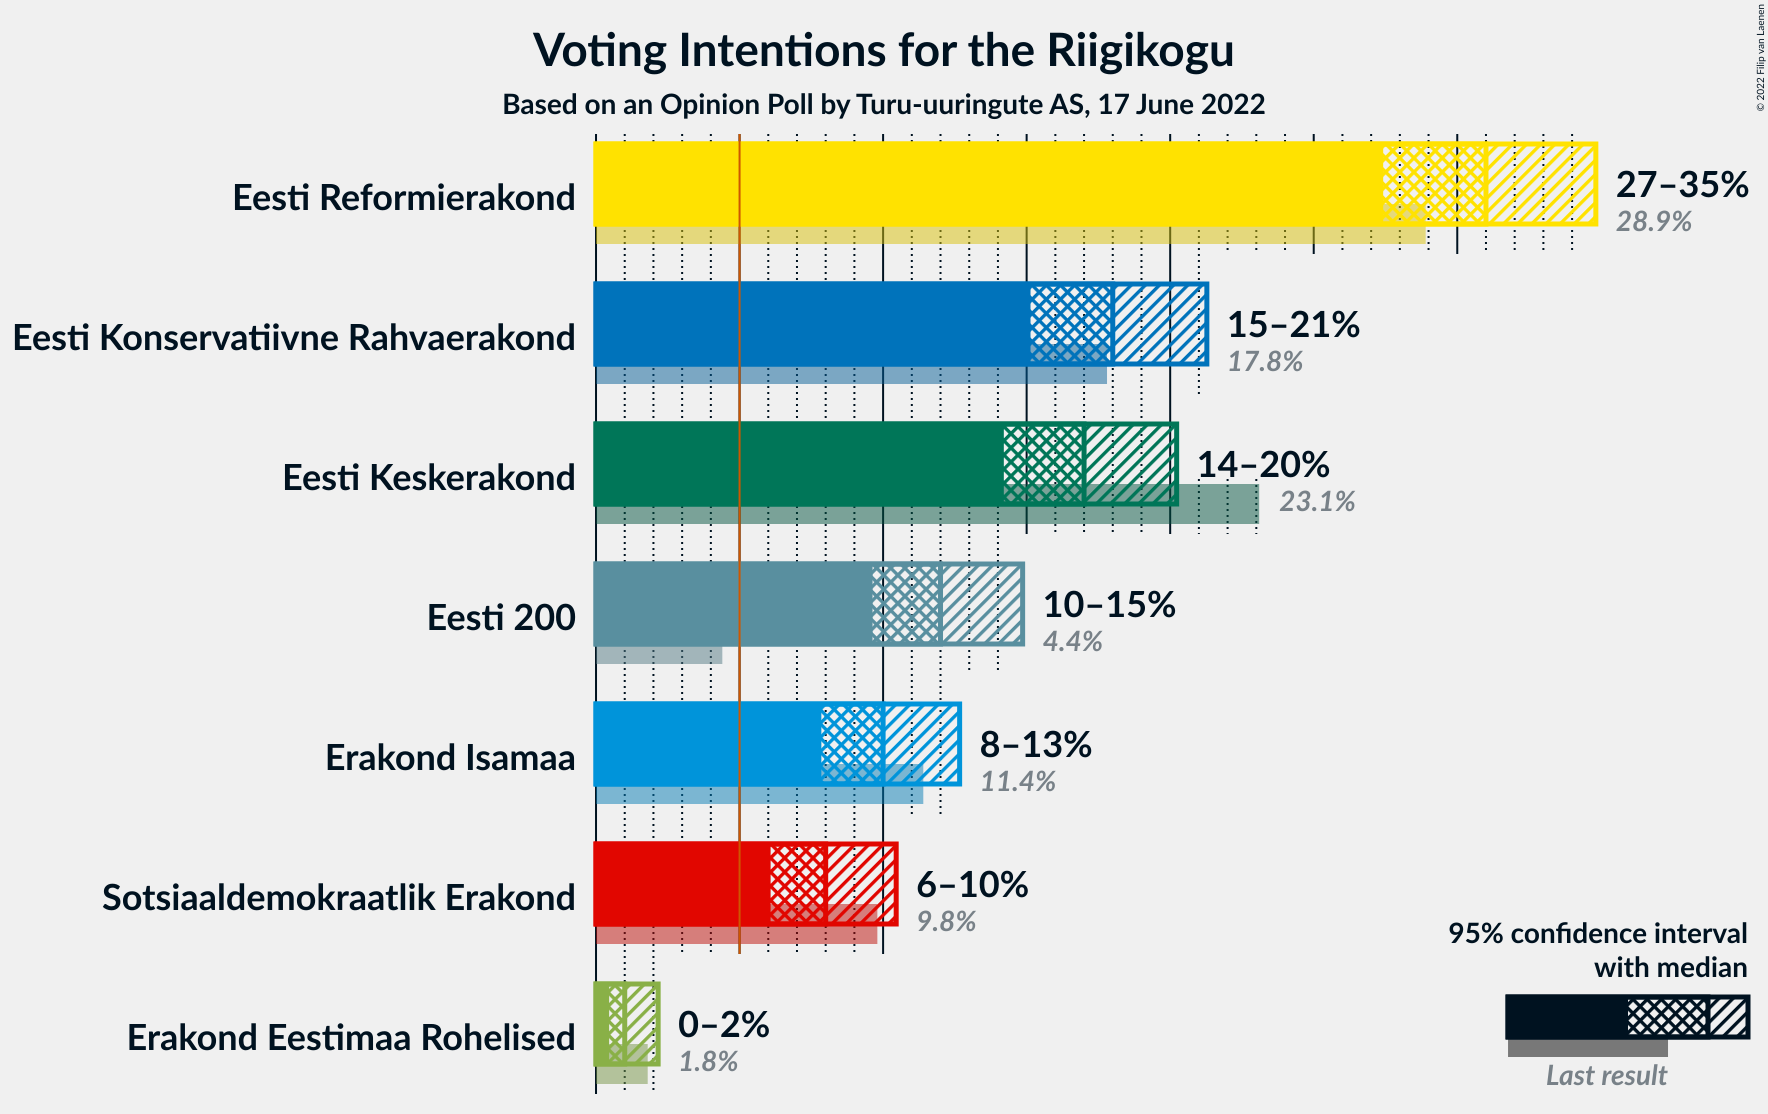 Voting Intentions for the Riigikogu
Based on an Opinion Poll by Turu-uuringute AS, 17 June 2022
© 2022 Filip van Laenen
Eesti Reformierakond
27–35%
28.9%
Eesti Konservatiivne Rahvaerakond
15–21%
17.8%
Eesti Keskerakond
14–20%
23.1%
Eesti 200
10–15%
4.4%
Erakond Isamaa
8–13%
11.4%
Sotsiaaldemokraatlik Erakond
6–10%
9.8%
Erakond Eestimaa Rohelised
0–2%
1.8%
95% confidence interval
with median
Last result